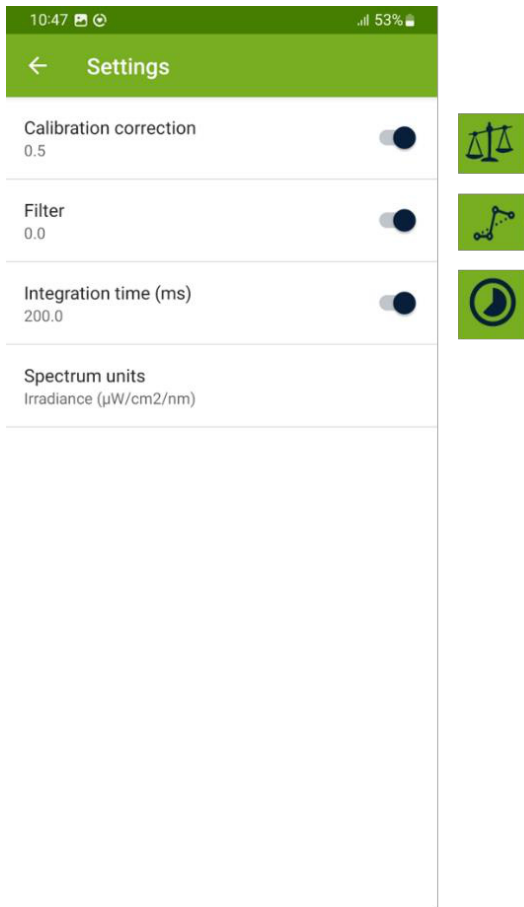 10:47
53%
Settings
Calibration correction
0.5
Filter
0.0
Integration time (ms)
200.0
Spectrum units
Irradiance (µW/cm2/nm)